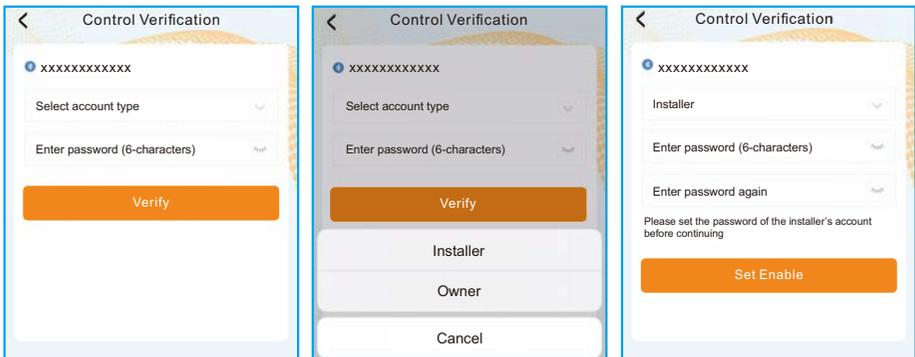 Control Verification
xxxxxxxxxxxx
Select account type
Enter password (6-characters)
Verify
Control Verification
xxxxxxxxxxxx
Select account type
Enter password (6-characters)
Verify
Installer
Owner
Cancel
Control Verification
xxxxxxxxxxxx
Installer
Enter password (6-characters)
Enter password again
Please set the password of the installer's account
before continuing
Set Enable